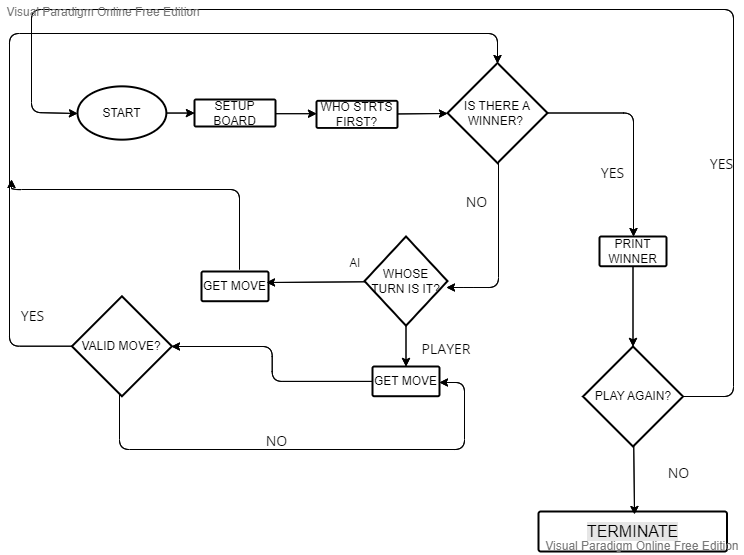 Visual Paradigm Online Free Edition
START
SETUP
BOARD
WHO STRTS
FIRST?
IS THERE A
WINNER?
YES
YES
NO
PRINT
WINNER
AI
WHOSE
TURN IS IT?
GET MOVE
YES
VALID MOVE?
PLAYER
GET MOVE
PLAY AGAIN?
NO
NO
TERMINATE
Visual Paradigm Online Free Edition